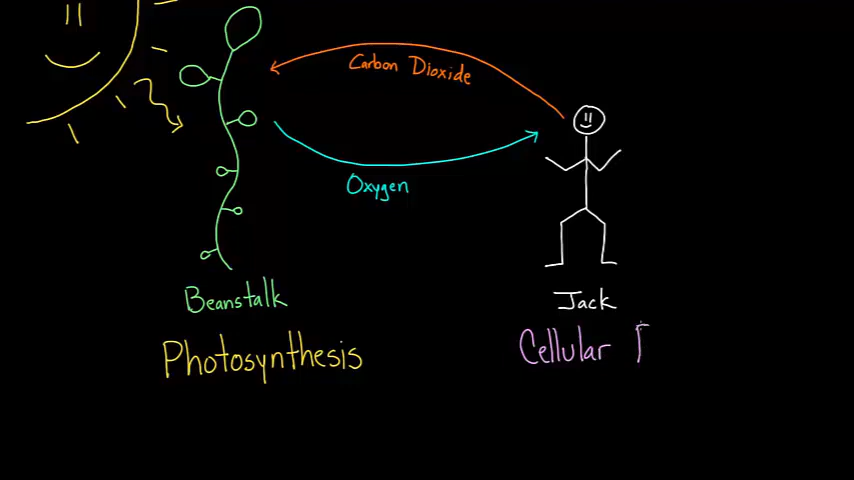 Carbon Dioxide
Oxygen
Beanstalk
Jack
Photosynthesis
Cellular